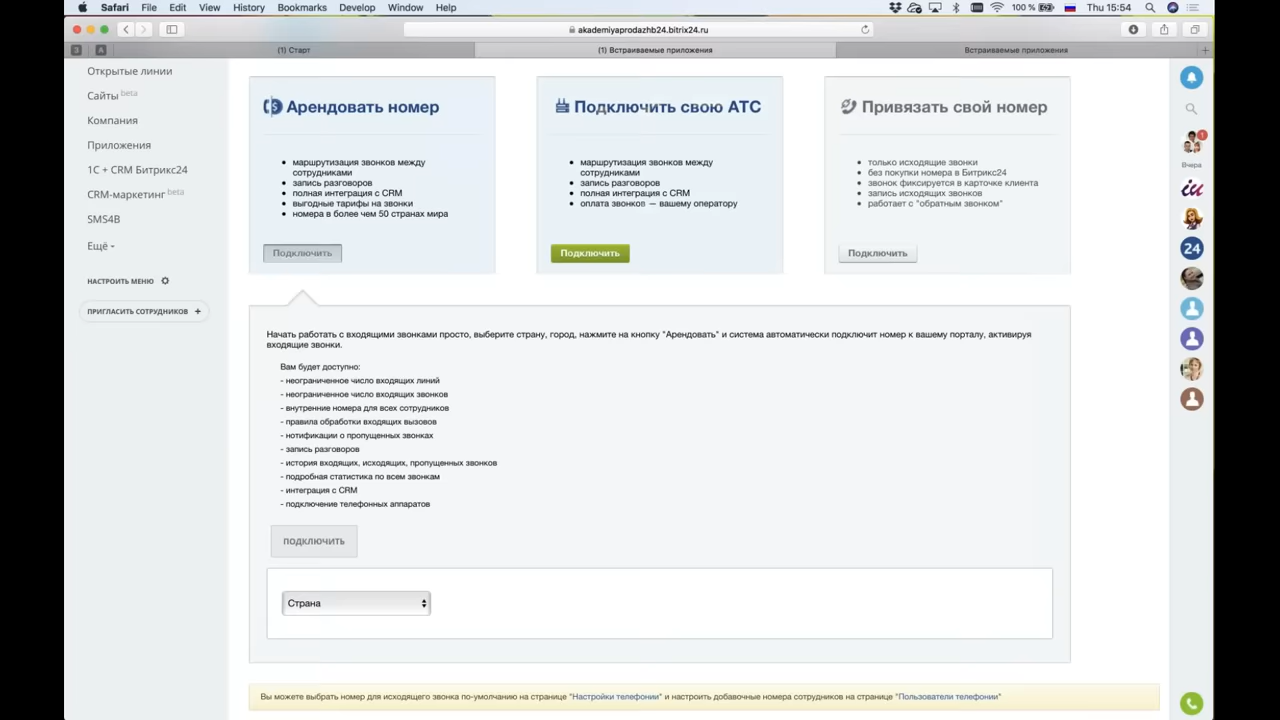 Safari File Edit View History Bookmarks Develop Window Help 100 % Thu 15:54
akademiyaprodazhb24.bitrix24.ru
З А (1) Старт (1) Встраиваемые приложения Встраиваемые приложения
Открытые линии
Сайты beta
Компания
Приложения
1С + CRM Битрикс24
CRM-маркетинг beta
SMS4B
Ещё
НАСТРОИТЬ МЕНЮ
ПРИГЛАСИТЬ СОТРУДНИКОВ +
Арендовать номер
маршрутизация звонков между
сотрудниками
запись разговоров
полная интеграция с CRM
выгодные тарифы на звонки
номера в более чем 50 странах мира
Подключить
Подключить свою АТС
маршрутизация звонков между
сотрудниками
запись разговоров
полная интеграция с CRM
оплата звонков — вашему оператору
Подключить
Привязать свой номер
только исходящие звонки
без покупки номера в Битрикс24
звонок фиксируется в карточке клиента
запись исходящих звонков
работает с "обратным звонком"
Подключить
Начать работать с входящими звонками просто, выберите страну, город, нажмите на кнопку "Арендовать" и система автоматически подключит номер к вашему порталу, активируя
входящие звонки.
Вам будет доступно:
- неограниченное число входящих линий
- неограниченное число входящих звонков
- внутренние номера для всех сотрудников
- правила обработки входящих вызовов
- нотификации о пропущенных звонках
- запись разговоров
- история входящих, исходящих, пропущенных звонков
- подробная статистика по всем звонкам
- интеграция с CRM
- подключение телефонных аппаратов
ПОДКЛЮЧИТЬ
Страна
Вы можете выбрать номер для исходящего звонка по-умолчанию на странице "Настройки телефонии" и настроить добавочные номера сотрудников на странице "Пользователи телефонии"
1
Вчера
24